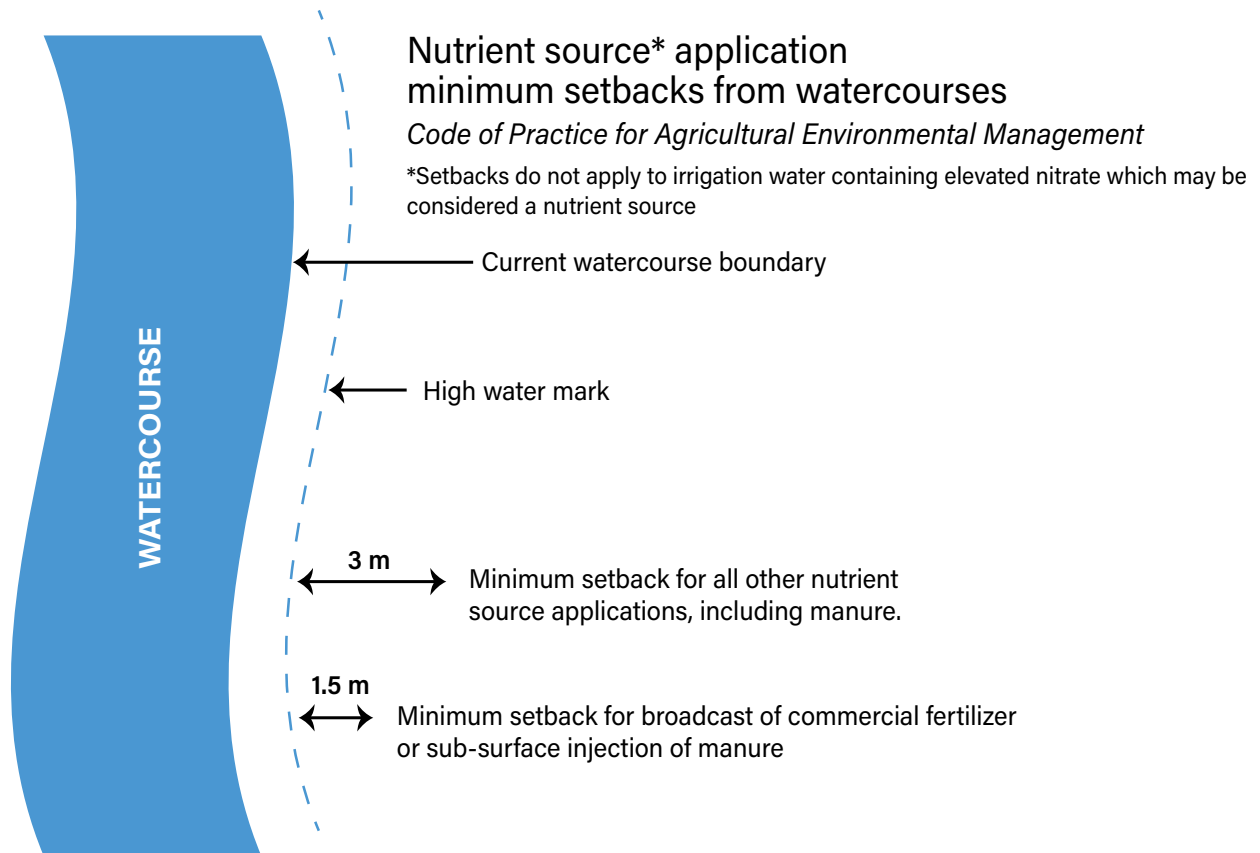 Nutrient source* application
minimum setbacks from watercourses
Code of Practice for Agricultural Environmental Management
*Setbacks do not apply to irrigation water containing elevated nitrate which may be
considered a nutrient source
Current watercourse boundary
WATERCOURSE
High water mark
3 m
Minimum setback for all other nutrient
source applications, including manure.
1.5 m
Minimum setback for broadcast of commercial fertilizer
or sub-surface injection of manure